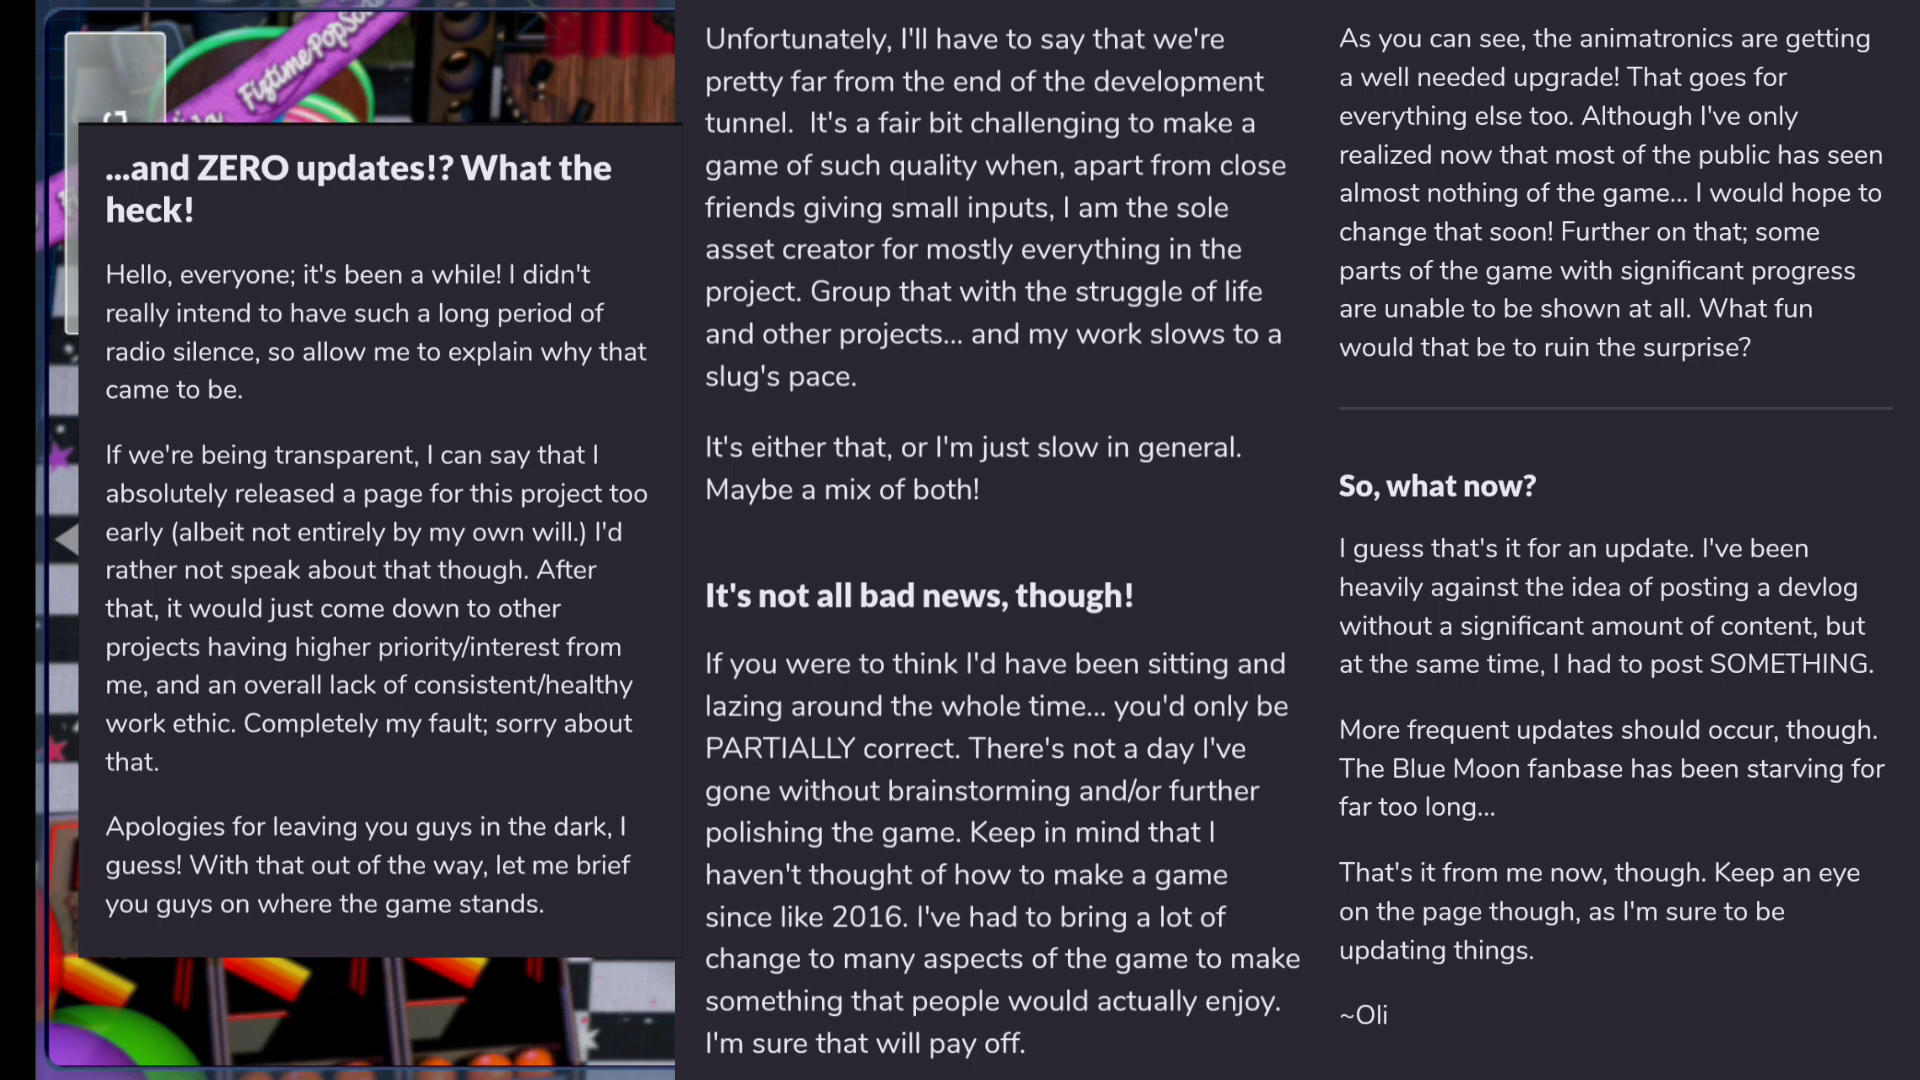 Figtime PopSo
...and ZERO updates!? What the
heck!
Hello, everyone; it's been a while! I didn't
really intend to have such a long period of
radio silence, so allow me to explain why that
came to be.
If we're being transparent, I can say that I
absolutely released a page for this project too
early (albeit not entirely by my own will.) I'd
rather not speak about that though. After
that, it would just come down to other
projects having higher priority/interest from
me, and an overall lack of consistent/healthy
work ethic. Completely my fault; sorry about
that.
Apologies for leaving you guys in the dark, I
guess! With that out of the way, let me brief
you guys on where the game stands.
Unfortunately, I'll have to say that we're
pretty far from the end of the development
tunnel.  It's a fair bit challenging to make a
game of such quality when, apart from close
friends giving small inputs, I am the sole
asset creator for mostly everything in the
project. Group that with the struggle of life
and other projects... and my work slows to a
slug's pace.
It's either that, or I'm just slow in general.
Maybe a mix of both!
It's not all bad news, though!
If you were to think I'd have been sitting and
lazing around the whole time... you'd only be
PARTIALLY correct. There's not a day I've
gone without brainstorming and/or further
polishing the game. Keep in mind that I
haven't thought of how to make a game
since like 2016. I've had to bring a lot of
change to many aspects of the game to make
something that people would actually enjoy.
I'm sure that will pay off.
As you can see, the animatronics are getting
a well needed upgrade! That goes for
everything else too. Although I've only
realized now that most of the public has seen
almost nothing of the game... I would hope to
change that soon! Further on that; some
parts of the game with significant progress
are unable to be shown at all. What fun
would that be to ruin the surprise?
So, what now?
I guess that's it for an update. I've been
heavily against the idea of posting a devlog
without a significant amount of content, but
at the same time, I had to post SOMETHING.
More frequent updates should occur, though.
The Blue Moon fanbase has been starving for
far too long...
That's it from me now, though. Keep an eye
on the page though, as I'm sure to be
updating things.
~Oli